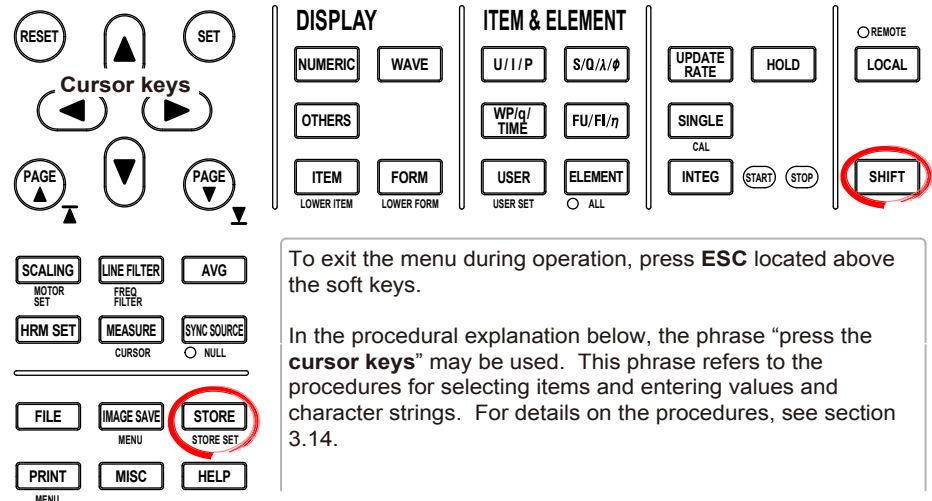 RESET
SET
Cursor keys
PAGE
PAGE
DISPLAY
NUMERIC
WAVE
OTHERS
ITEM
FORM
LOWER ITEM
LOWER FORM
ITEM & ELEMENT
U / I / P
S/Q/λ/ϕ
WP/q/
TIME
FU/FI/η
USER
ELEMENT
USER SET
ALL
UPDATE
RATE
HOLD
SINGLE
CAL
INTEG
START
STOP
REMOTE
LOCAL
SHIFT
SCALING
LINE FILTER
AVG
MOTOR
SET
FREQ
FILTER
HRM SET
MEASURE
SYNC SOURCE
CURSOR
NULL
FILE
IMAGE SAVE
STORE
MENU
STORE SET
PRINT
MISC
HELP
MENU
To exit the menu during operation, press ESC located above
the soft keys.
In the procedural explanation below, the phrase “press the
cursor keys” may be used.  This phrase refers to the
procedures for selecting items and entering values and
character strings.  For details on the procedures, see section
3.14.